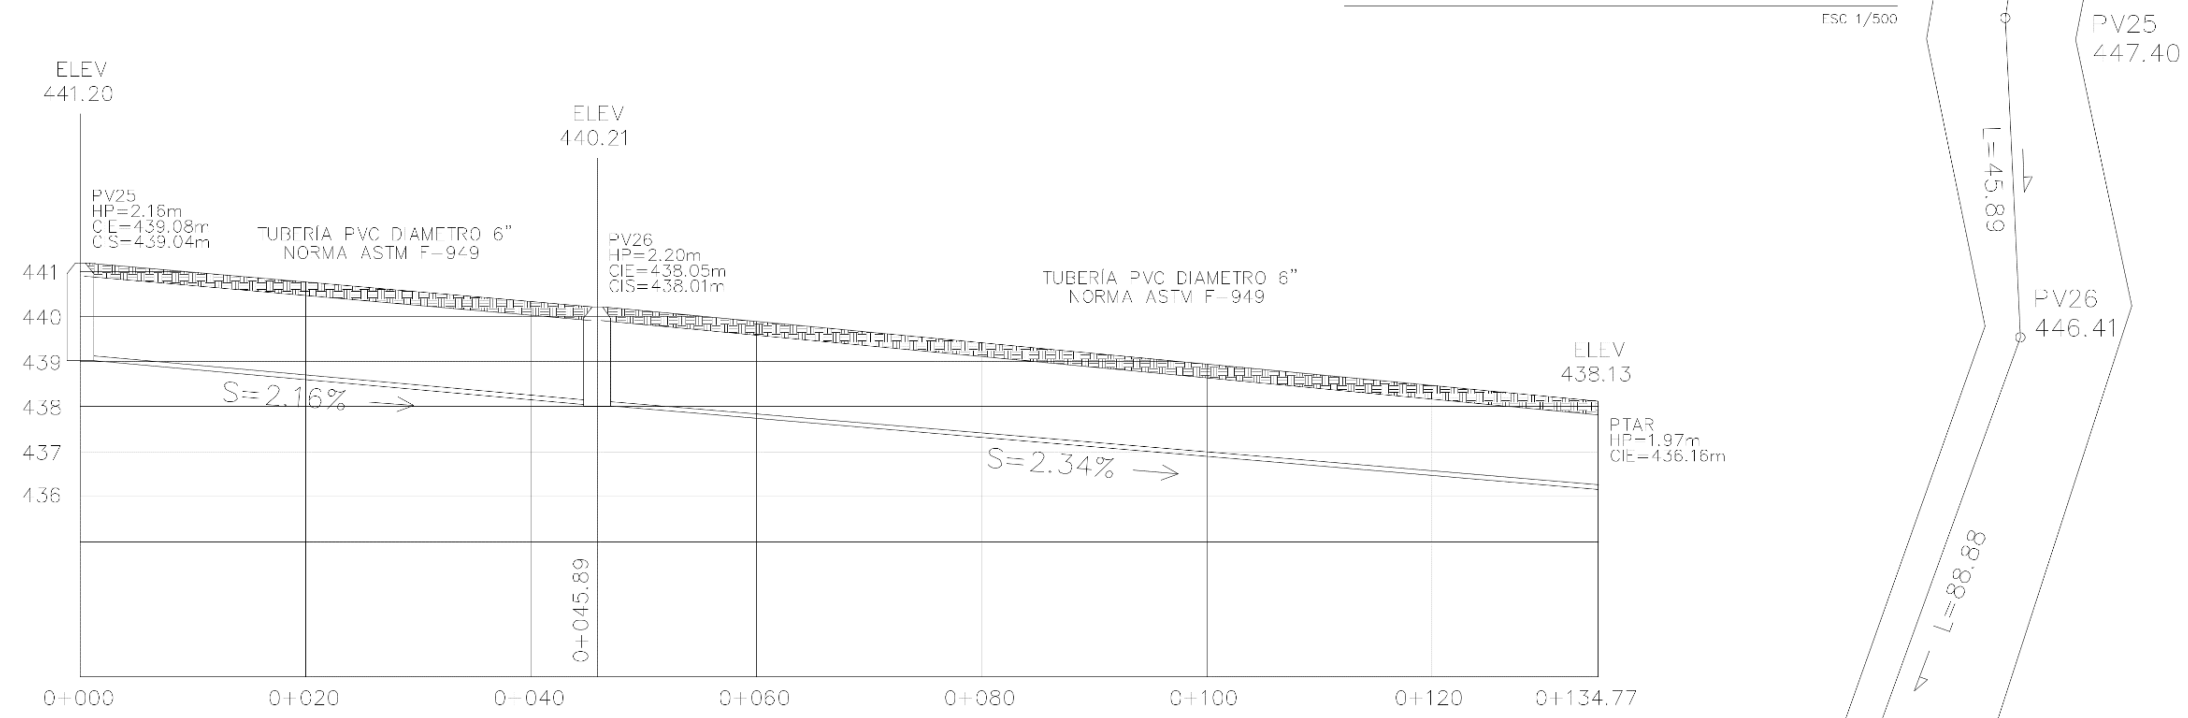 ESC 1/500
PV25
447.40
ELEV
441.20
ELEV
440.21
PV25
HP=2.16m
CIE=439.08m
CIS=439.04m
TUBERÍA PVC DIAMETRO 6"
NORMA ASTM F-949
PV26
HP=2.20m
CIE=438.05m
CIS=438.01m
TUBERÍA PVC DIAMETRO 6"
NORMA ASTM F-949
L=45.89
PV26
446.41
ELEV
438.13
441
440
439
438
437
436
S=2.16%
S=2.34%
PTAR
HP=1.97m
CIE=436.16m
0+045.89
L=88.88
0+000
0+020
0+040
0+060
0+080
0+100
0+120
0+134.77